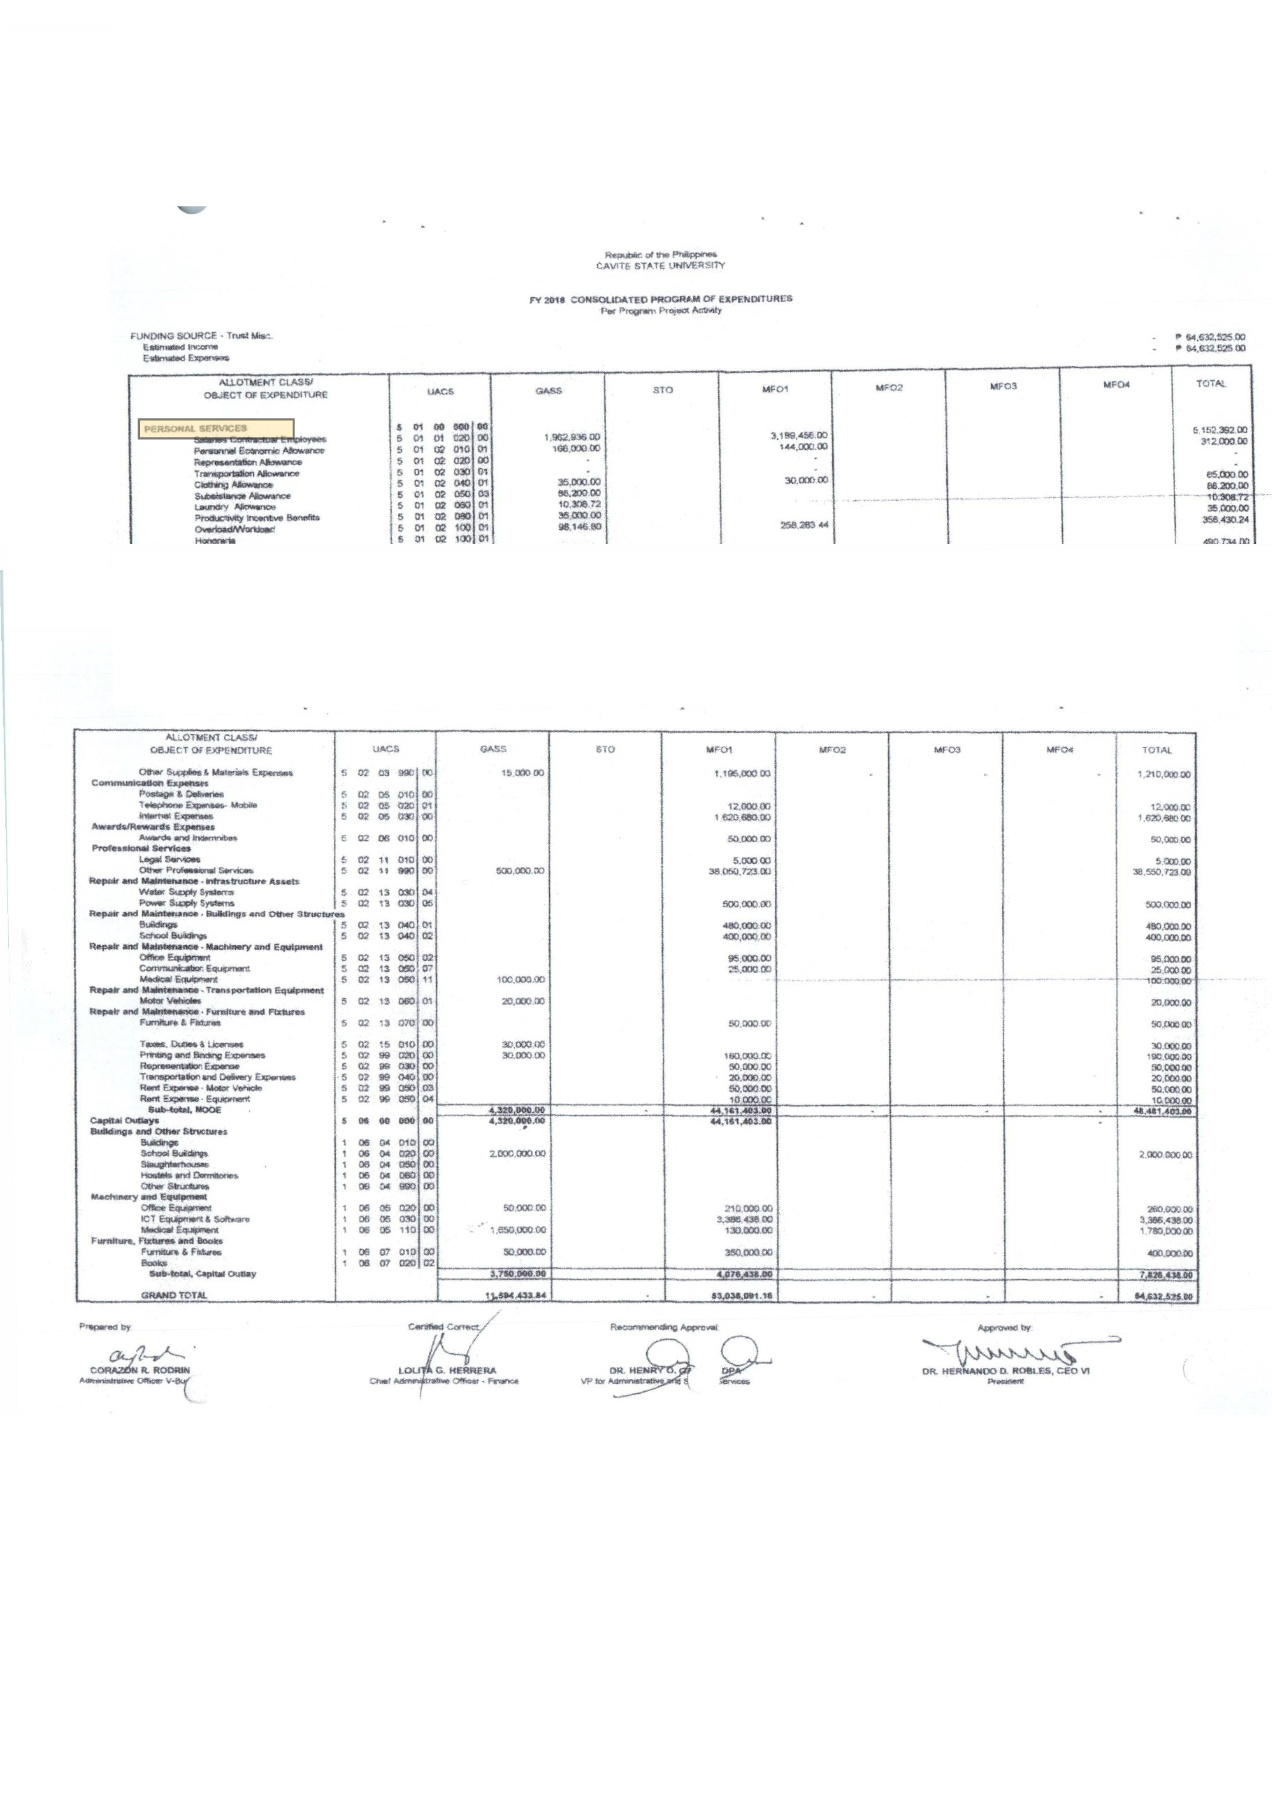 Republic of the Philippines
CAVITE STATE UNIVERSITY
FY 2018 CONSOLIDATED PROGRAM OF EXPENDITURES
Per Program Project Activity
FUNDING SOURCE - Trust Misc.
Estimated Income - ₱ 64,632,525.00
Estimated Expenses - ₱ 64,632,525.00
ALLOTMENT CLASS/ OBJECT OF EXPENDITURE UACS GASS STO MFO1 MFO2 MFO3 MFO4 TOTAL
PERSONAL SERVICES 5 01 00 000 00
Salaries Contractual Employees 5 01 01 020 00 1,962,936.00 3,189,456.00 5,152,392.00
Personnel Economic Allowance 5 01 02 010 01 168,000.00 144,000.00 312,000.00
Representation Allowance 5 01 02 020 00 - - -
Transportation Allowance 5 01 02 030 01 - - -
Clothing Allowance 5 01 02 040 01 35,000.00 30,000.00 65,000.00
Subsistance Allowance 5 01 02 050 03 86,200.00 86,200.00
Laundry Allowance 5 01 02 060 01 10,308.72 10,308.72
Productivity Incentive Benefits 5 01 02 080 01 35,000.00 35,000.00
Overload/Workload 5 01 02 100 01 98,146.80 258,283.44 356,430.24
Honoraria 5 01 02 100 01 490,734.00
ALLOTMENT CLASS/ OBJECT OF EXPENDITURE UACS GASS STO MFO1 MFO2 MFO3 MFO4 TOTAL
Other Supplies & Materials Expenses 5 02 03 990 00 15,000.00 1,195,000.00 - - - 1,210,000.00
Communication Expenses
Postage & Deliveries 5 02 05 010 00
Telephone Expenses- Mobile 5 02 05 020 01 12,000.00 12,000.00
Internet Expenses 5 02 05 030 00 1,620,680.00 1,620,680.00
Awards/Rewards Expenses
Awards and Indemnities 5 02 06 010 00 50,000.00 50,000.00
Professional Services
Legal Services 5 02 11 010 00 5,000.00 5,000.00
Other Professional Services 5 02 11 990 00 500,000.00 38,050,723.00 38,550,723.00
Repair and Maintenance - Infrastructure Assets
Water Supply Systems 5 02 13 030 04
Power Supply Systems 5 02 13 030 05 500,000.00 500,000.00
Repair and Maintenance - Buildings and Other Structures
Buildings 5 02 13 040 01 480,000.00 480,000.00
School Buildings 5 02 13 040 02 400,000.00 400,000.00
Repair and Maintenance - Machinery and Equipment
Office Equipment 5 02 13 050 02 95,000.00 95,000.00
Communication Equipment 5 02 13 050 07 25,000.00 25,000.00
Medical Equipment 5 02 13 050 11 100,000.00 100,000.00
Repair and Maintenance - Transportation Equipment
Motor Vehicles 5 02 13 060 01 20,000.00 20,000.00
Repair and Maintenance - Furniture and Fixtures
Furniture & Fixtures 5 02 13 070 00 50,000.00 50,000.00
Taxes, Duties & Licenses 5 02 15 010 00 30,000.00 30,000.00
Printing and Binding Expenses 5 02 99 020 00 30,000.00 160,000.00 190,000.00
Representation Expense 5 02 99 030 00 50,000.00 50,000.00
Transportation and Delivery Expenses 5 02 99 040 00 20,000.00 20,000.00
Rent Expense - Motor Vehicle 5 02 99 050 03 50,000.00 50,000.00
Rent Expense - Equipment 5 02 99 050 04 10,000.00 10,000.00
Sub-total, MOOE 4,320,000.00 - 44,161,403.00 - - - 48,481,403.00
Capital Outlays 5 06 00 000 00 4,320,000.00 44,161,403.00
Buildings and Other Structures
Buildings 1 06 04 010 00
School Buildings 1 06 04 020 00 2,000,000.00 2,000,000.00
Slaughterhouses 1 06 04 050 00
Hostels and Dormitories 1 06 04 060 00
Other Structures 1 06 04 990 00
Machinery and Equipment
Office Equipment 1 06 05 020 00 50,000.00 210,000.00 260,000.00
ICT Equipment & Software 1 06 05 030 00 3,386,438.00 3,386,438.00
Medical Equipment 1 06 05 110 00 1,650,000.00 130,000.00 1,780,000.00
Furniture, Fixtures and Books
Furniture & Fixtures 1 06 07 010 00 50,000.00 350,000.00 400,000.00
Books 1 06 07 020 02
Sub-total, Capital Outlay 3,750,000.00 4,076,438.00 7,826,438.00
GRAND TOTAL 11,594,433.84 - 53,038,091.16 - - - 64,632,525.00
Prepared by: Certified Correct: Recommending Approval: Approved by:
CORAZON R. RODRIN LOLITA G. HERRERA DR. HENRY O. DPA DR. HERNANDO D. ROBLES, CEO VI
Administrative Officer V-Bu Chief Administrative Officer - Finance VP for Administrative and S Services President